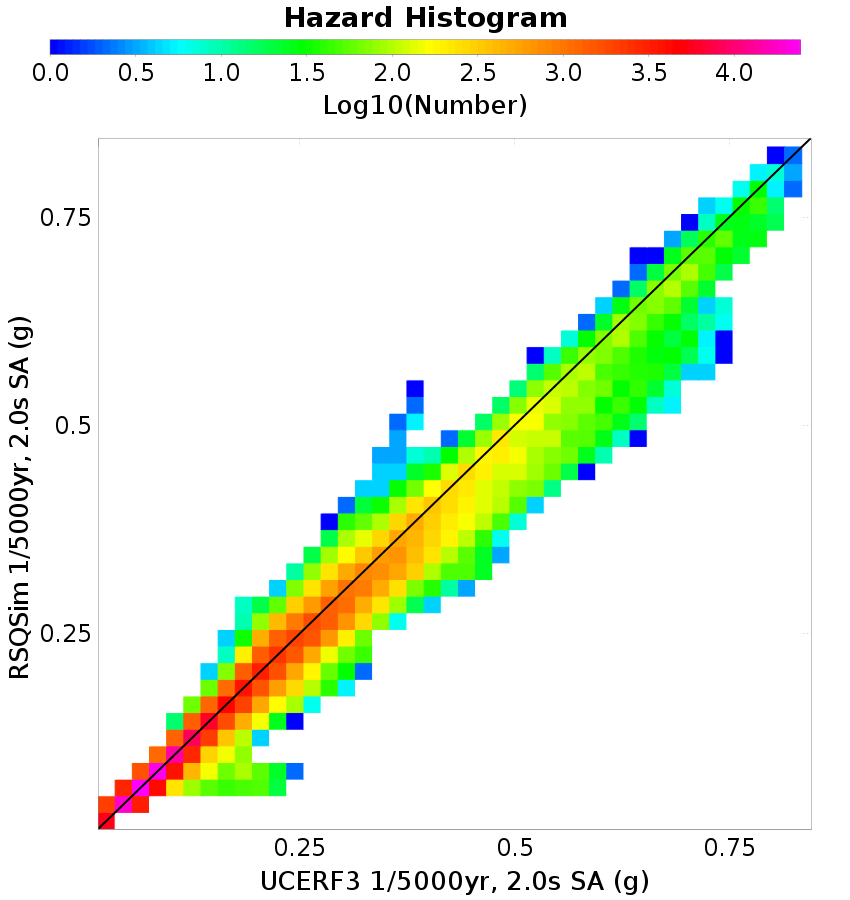 Hazard Histogram
0.0 0.5 1.0 1.5 2.0 2.5 3.0 3.5 4.0
Log10(Number)
0.75
0.5
0.25
RSQSim 1/5000yr, 2.0s SA (g)
0.25 0.5 0.75
UCERF3 1/5000yr, 2.0s SA (g)